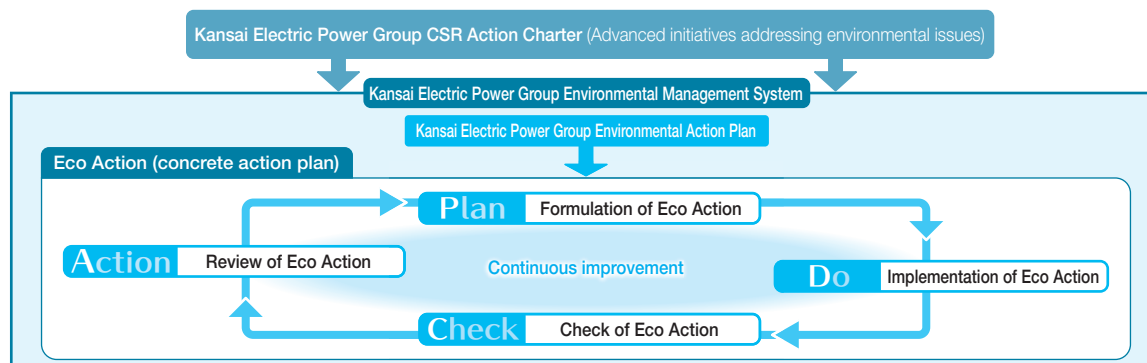 Kansai Electric Power Group CSR Action Charter (Advanced initiatives addressing environmental issues)
Kansai Electric Power Group Environmental Management System
Kansai Electric Power Group Environmental Action Plan
Eco Action (concrete action plan)
Plan Formulation of Eco Action
Action Review of Eco Action
Continuous improvement
Do Implementation of Eco Action
Check Check of Eco Action